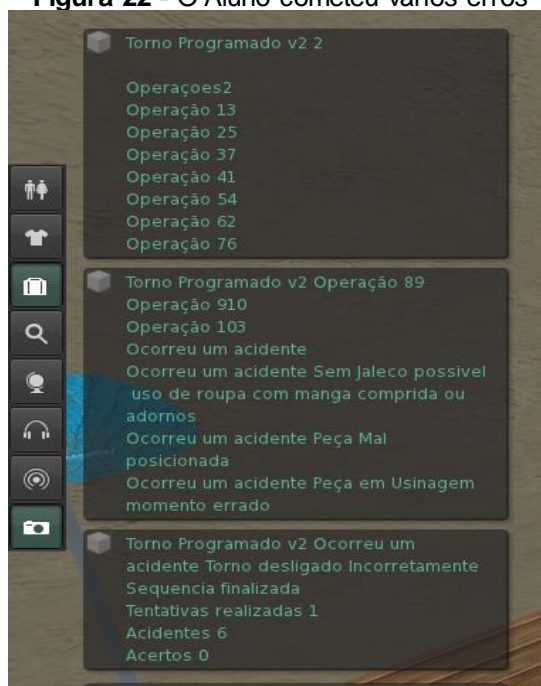 Figura 22 - O Aluno cometeu vários erros
Torno Programado v2 2
Operaçoes2
Operação 13
Operação 25
Operação 37
Operação 41
Operação 54
Operação 62
Operação 76
Torno Programado v2 Operação 89
Operação 910
Operação 103
Ocorreu um acidente
Ocorreu um acidente Sem Jaleco possivel
uso de roupa com manga comprida ou
adornos
Ocorreu um acidente Peça Mal
posicionada
Ocorreu um acidente Peça em Usinagem
momento errado
Torno Programado v2 Ocorreu um
acidente Torno desligado Incorretamente
Sequencia finalizada
Tentativas realizadas 1
Acidentes 6
Acertos 0